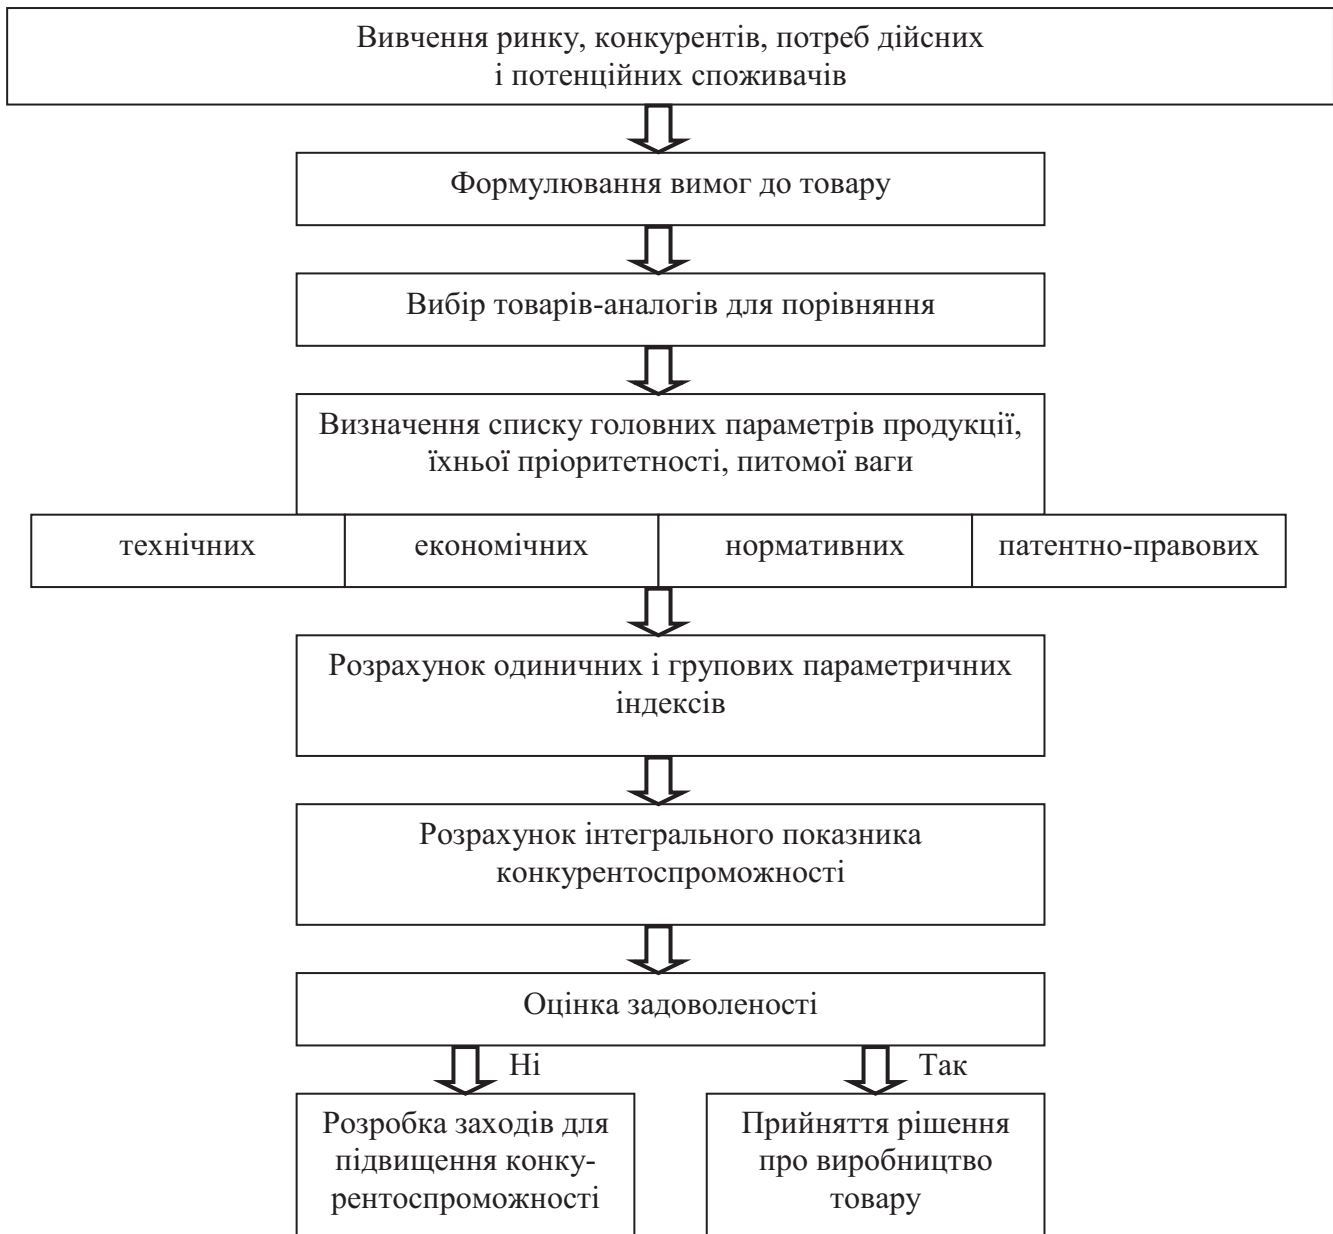 Вивчення ринку, конкурентів, потреб дійсних
і потенційних споживачів
Формулювання вимог до товару
Вибір товарів-аналогів для порівняння
Визначення списку головних параметрів продукції,
їхньої пріоритетності, питомої ваги
технічних
економічних
нормативних
патентно-правових
Розрахунок одиничних і групових параметричних
індексів
Розрахунок інтегрального показника
конкурентоспроможності
Оцінка задоволеності
Ні
Так
Розробка заходів для
підвищення конку-
рентоспроможності
Прийняття рішення
про виробництво
товару